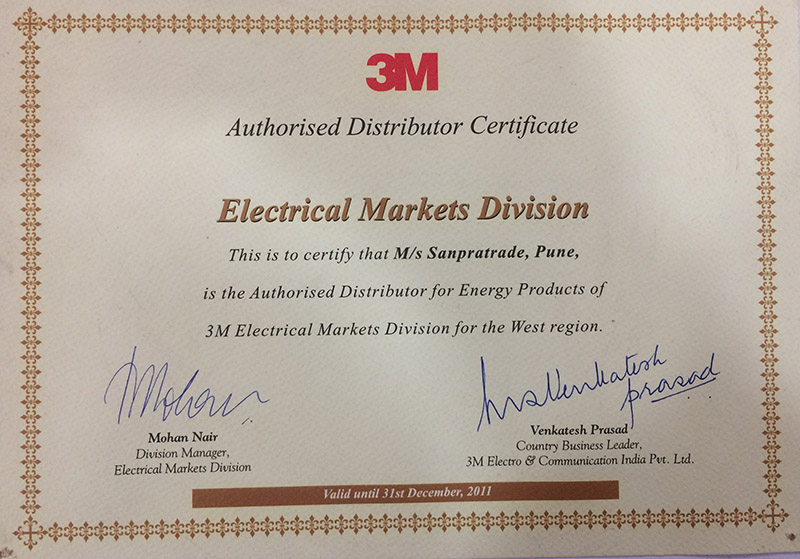 3M
Authorised Distributor Certificate
Electrical Markets Division
This is to certify that M/s Sanpratrade, Pune,
is the Authorised Distributor for Energy Products of
3M Electrical Markets Division for the West region.
Mohan Nair
Division Manager,
Electrical Markets Division
Venkatesh
prasad
Venkatesh Prasad
Country Business Leader,
3M Electro & Communication India Pvt. Ltd.
Valid until 31st December, 2011